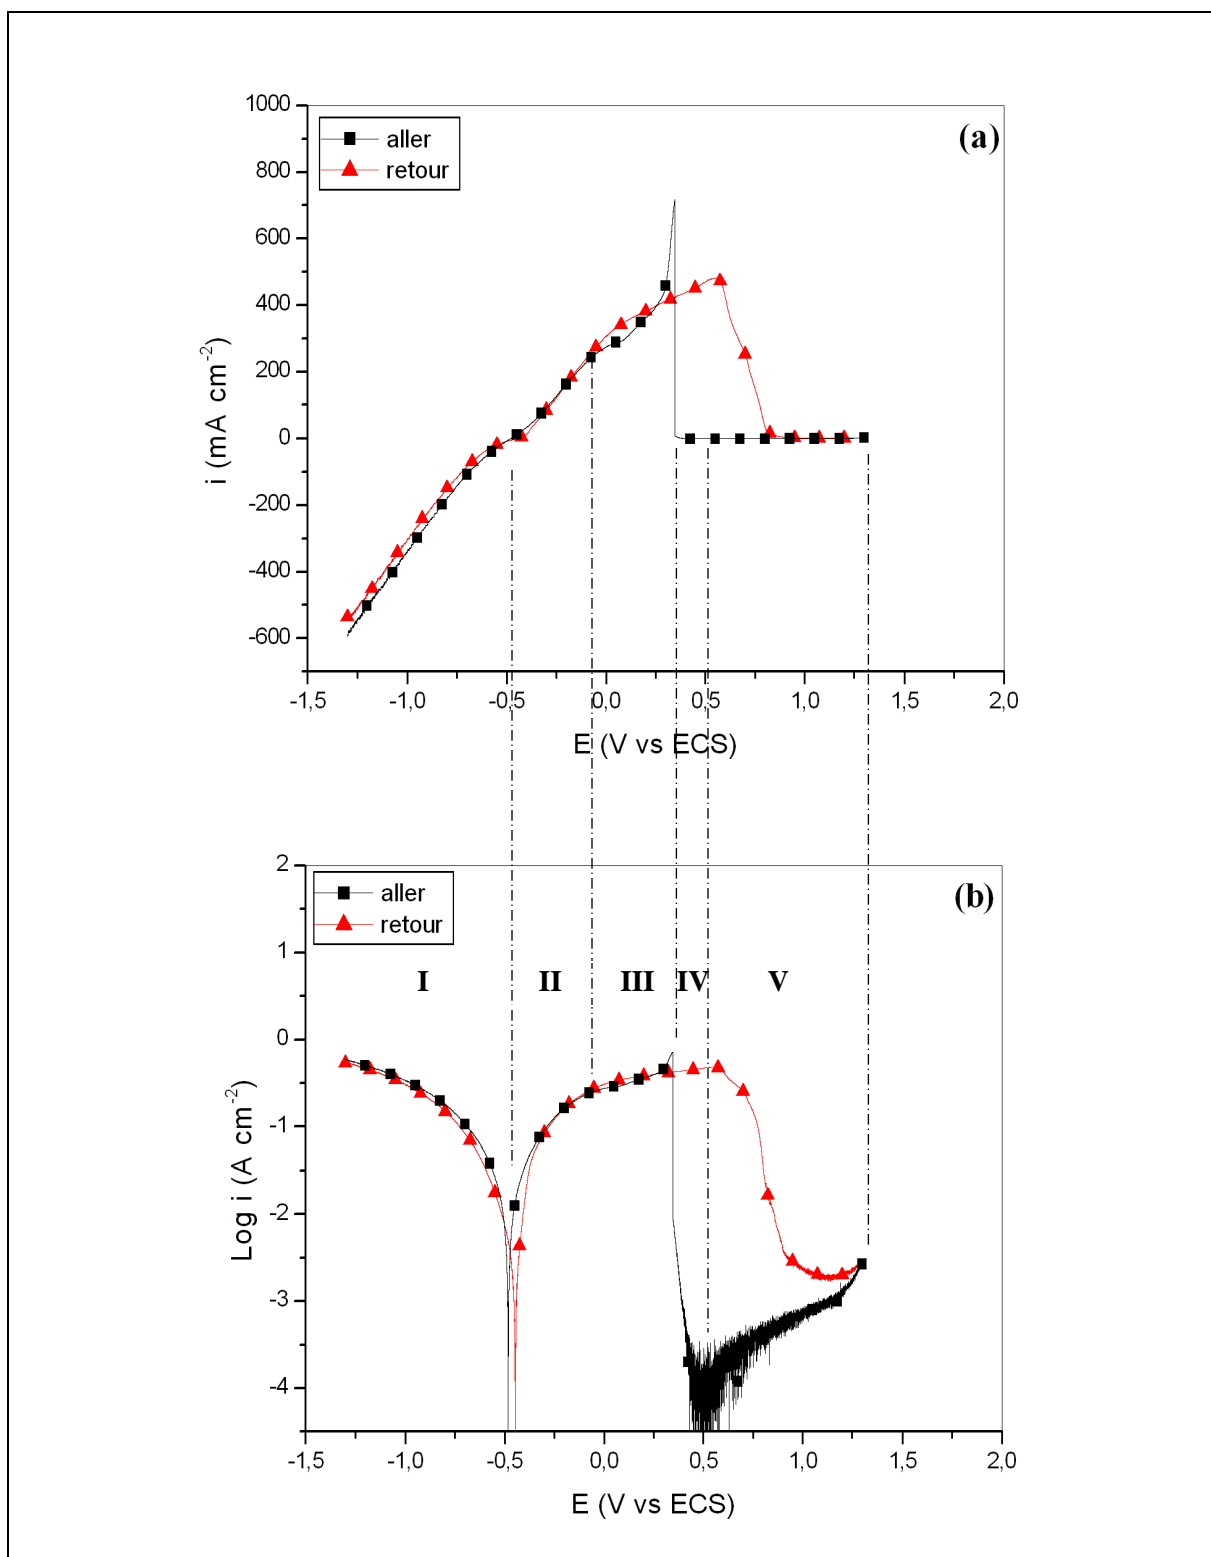 1000
800
600
400
200
0
-200
-400
-600
i (mA cm-2)
aller
retour
(a)
-1,5 -1,0 -0,5 0,0 0,5 1,0 1,5 2,0
E (V vs ECS)
2
1
0
-1
-2
-3
-4
Log i (A cm-2)
aller
retour
(b)
I II III IV V
-1,5 -1,0 -0,5 0,0 0,5 1,0 1,5 2,0
E (V vs ECS)